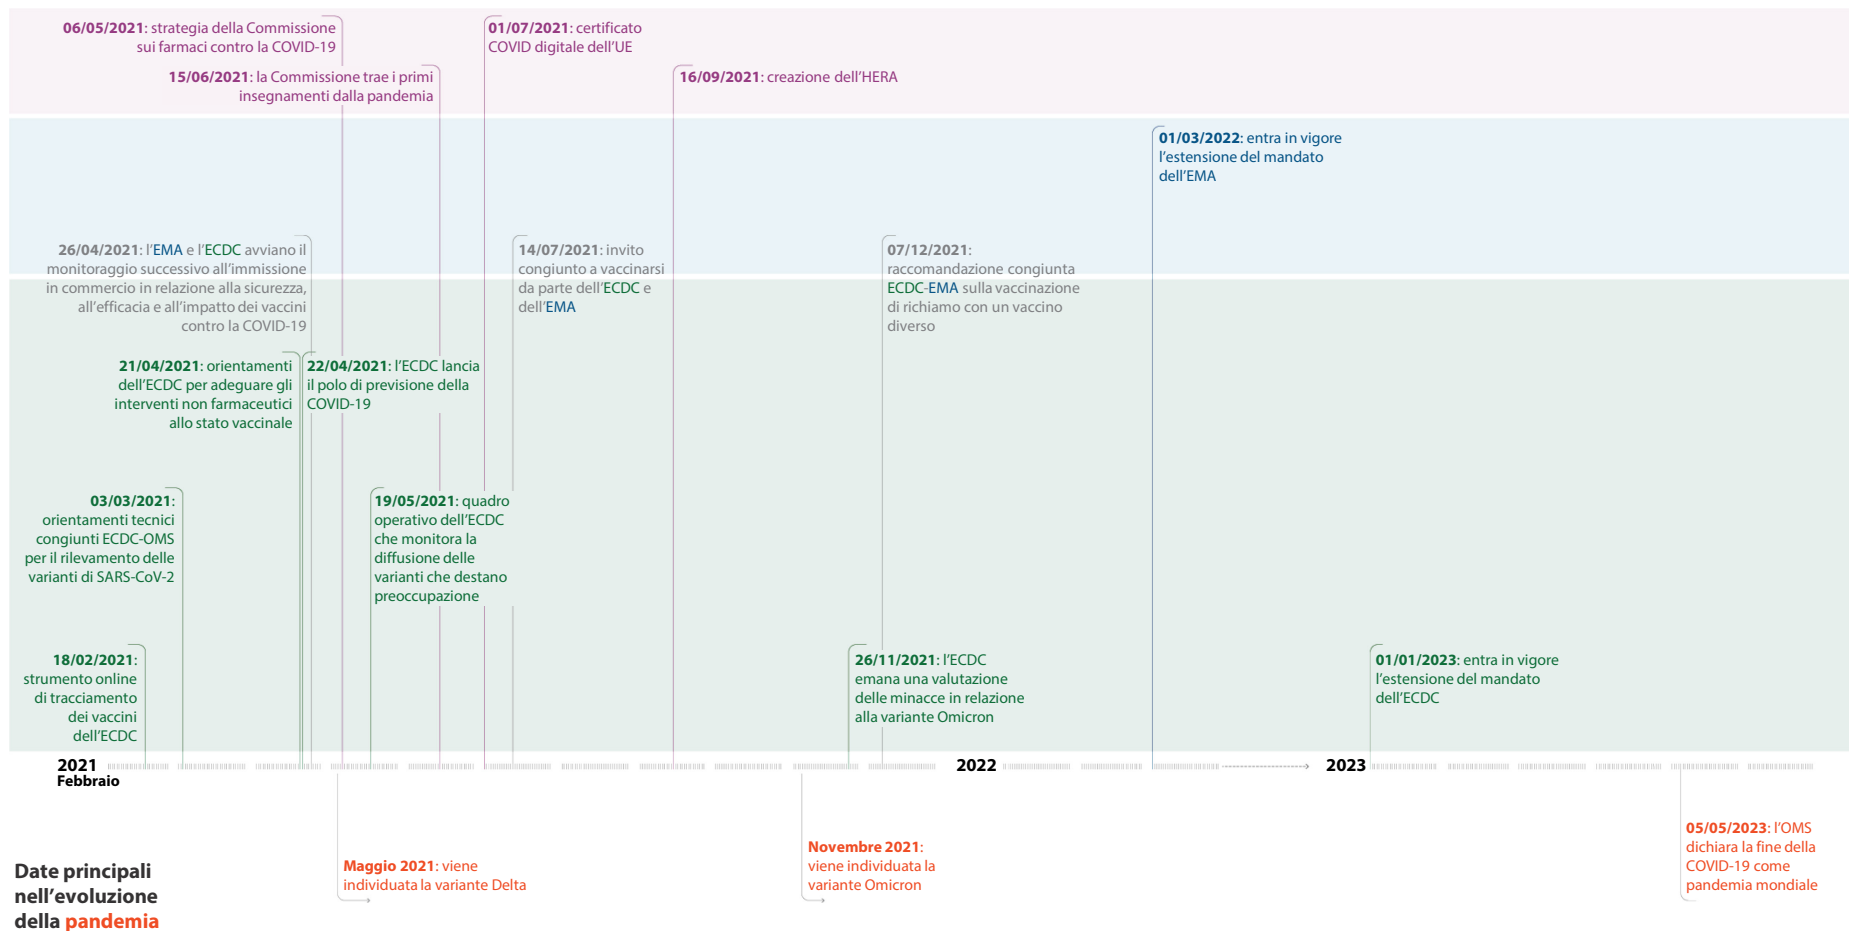 06/05/2021: strategia della Commissione
sui farmaci contro la COVID-19
01/07/2021: certificato
COVID digitale dell’UE
15/06/2021: la Commissione trae i primi
insegnamenti dalla pandemia
16/09/2021: creazione dell’HERA
01/03/2022: entra in vigore
l’estensione del mandato
dell’EMA
26/04/2021: l’EMA e l’ECDC avviano il
monitoraggio successivo all’immissione
in commercio in relazione alla sicurezza,
all’efficacia e all’impatto dei vaccini
contro la COVID-19
14/07/2021: invito
congiunto a vaccinarsi
da parte dell’ECDC e
dell’EMA
07/12/2021:
raccomandazione congiunta
ECDC-EMA sulla vaccinazione
di richiamo con un vaccino
diverso
21/04/2021: orientamenti
dell’ECDC per adeguare gli
interventi non farmaceutici
allo stato vaccinale
22/04/2021: l’ECDC lancia
il polo di previsione della
COVID-19
03/03/2021:
orientamenti tecnici
congiunti ECDC-OMS
per il rilevamento delle
varianti di SARS-CoV-2
19/05/2021: quadro
operativo dell’ECDC
che monitora la
diffusione delle
varianti che destano
preoccupazione
18/02/2021:
strumento online
di tracciamento
dei vaccini
dell’ECDC
26/11/2021: l’ECDC
emana una valutazione
delle minacce in relazione
alla variante Omicron
01/01/2023: entra in vigore
l’estensione del mandato
dell’ECDC
2021
Febbraio
2022
2023
Maggio 2021: viene
individuata la variante Delta
Novembre 2021:
viene individuata la
variante Omicron
05/05/2023: l’OMS
dichiara la fine della
COVID-19 come
pandemia mondiale
Date principali
nell’evoluzione
della pandemia